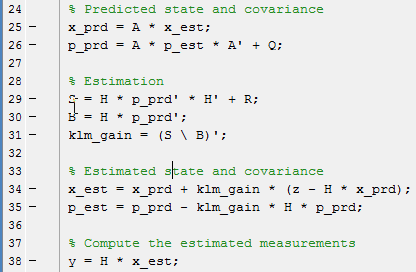 24 % Predicted state and covariance
25 – x_prd = A * x_est;
26 – p_prd = A * p_est * A' + Q;
27
28 % Estimation
29 – S = H * p_prd' * H' + R;
30 – B = H * p_prd';
31 – klm_gain = (S \ B)';
32
33 % Estimated state and covariance
34 – x_est = x_prd + klm_gain * (z - H * x_prd);
35 – p_est = p_prd - klm_gain * H * p_prd;
36
37 % Compute the estimated measurements
38 – y = H * x_est;